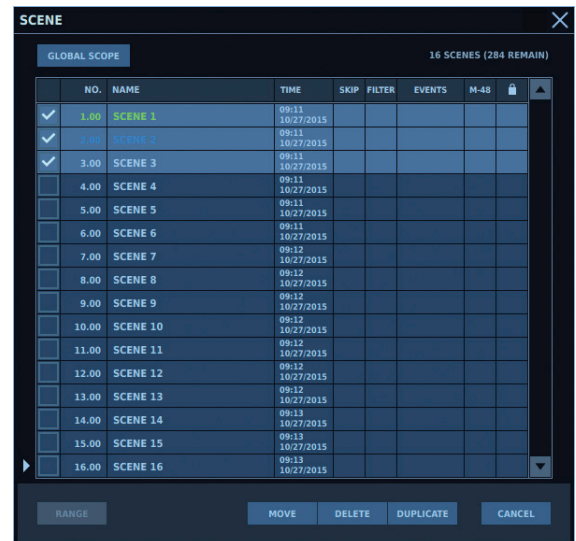 SCENE
GLOBAL SCOPE
16 SCENES (284 REMAIN)
NO. NAME TIME SKIP FILTER EVENTS M-48
1.00 SCENE 1 09:11 10/27/2015
2.00 SCENE 2 09:11 10/27/2015
3.00 SCENE 3 09:11 10/27/2015
4.00 SCENE 4 09:11 10/27/2015
5.00 SCENE 5 09:11 10/27/2015
6.00 SCENE 6 09:11 10/27/2015
7.00 SCENE 7 09:12 10/27/2015
8.00 SCENE 8 09:12 10/27/2015
9.00 SCENE 9 09:12 10/27/2015
10.00 SCENE 10 09:12 10/27/2015
11.00 SCENE 11 09:12 10/27/2015
12.00 SCENE 12 09:12 10/27/2015
13.00 SCENE 13 09:12 10/27/2015
14.00 SCENE 14 09:13 10/27/2015
15.00 SCENE 15 09:13 10/27/2015
16.00 SCENE 16 09:13 10/27/2015
RANGE MOVE DELETE DUPLICATE CANCEL